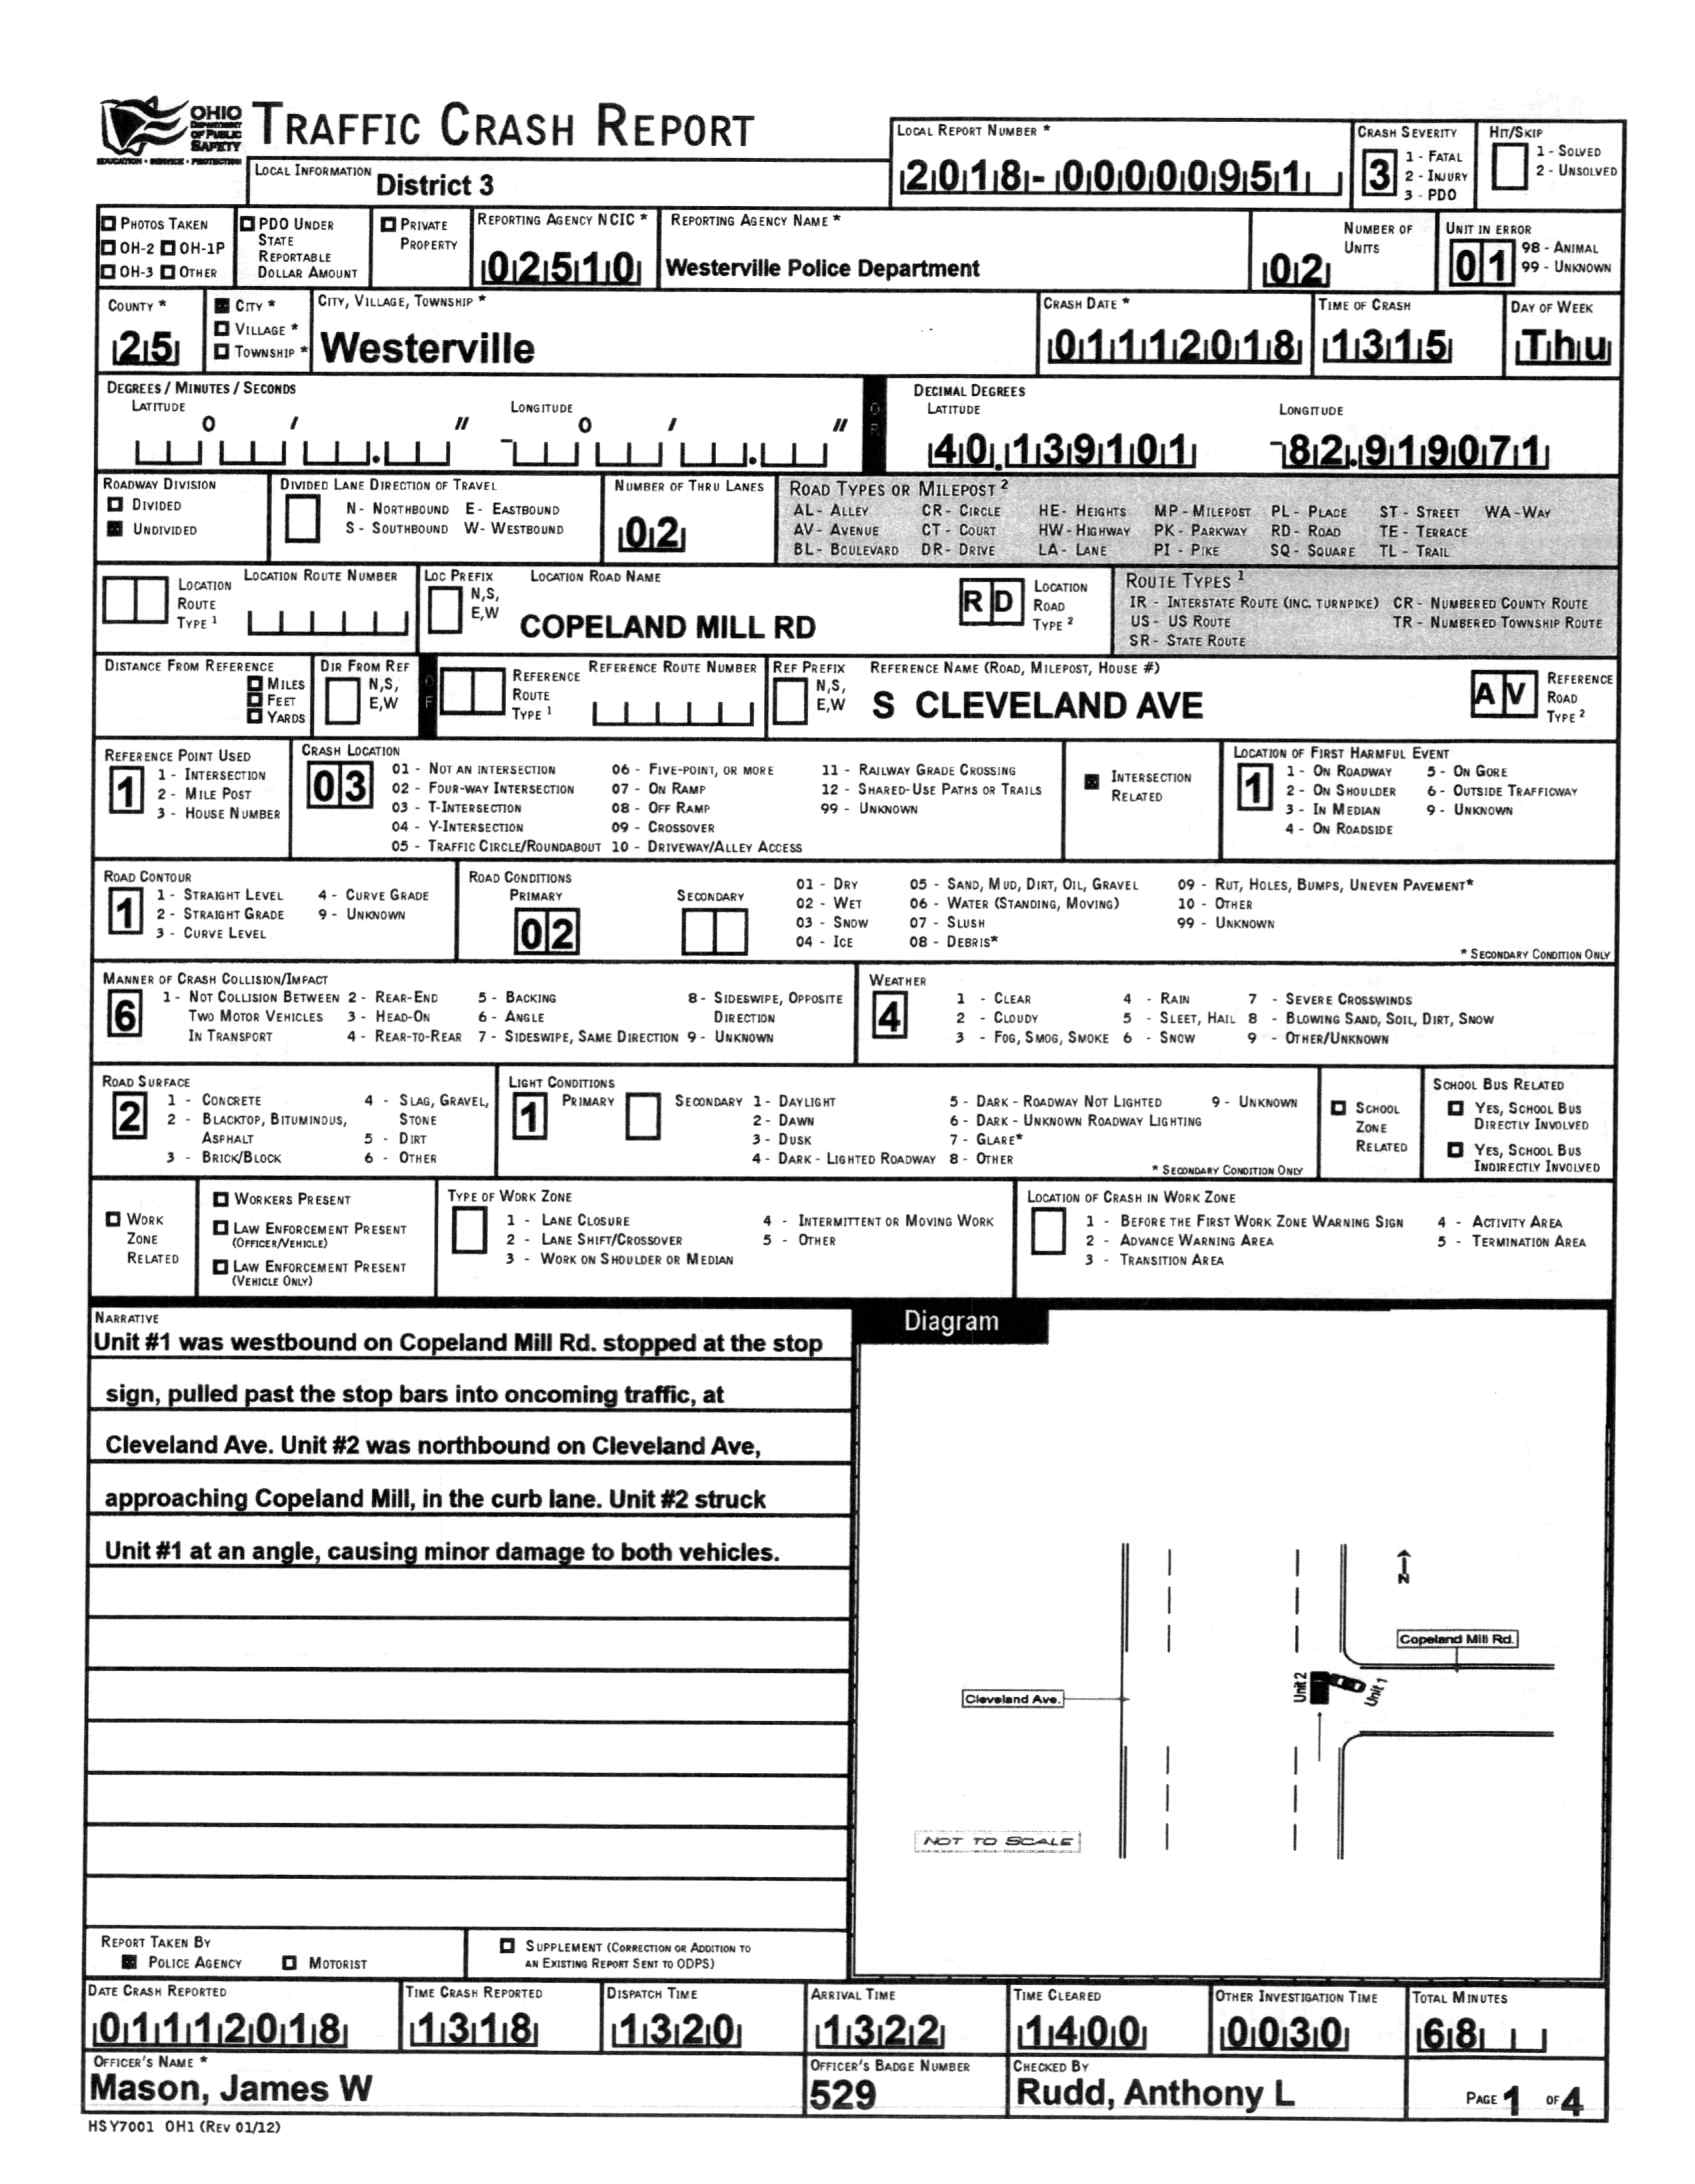 OHIO
DEPARTMENT
OF PUBLIC
SAFETY
EDUCATION • SERVICE • PROTECTION
TRAFFIC CRASH REPORT
LOCAL INFORMATION District 3
LOCAL REPORT NUMBER *
2018-00000951
CRASH SEVERITY
3
1 - FATAL
2 - INJURY
3 - PDO
HIT/SKIP
1 - SOLVED
2 - UNSOLVED
PHOTOS TAKEN
OH-2 OH-1P
OH-3 OTHER
PDO UNDER
STATE
REPORTABLE
DOLLAR AMOUNT
PRIVATE
PROPERTY
REPORTING AGENCY NCIC *
02510
REPORTING AGENCY NAME *
Westerville Police Department
NUMBER OF
UNITS
02
UNIT IN ERROR
01
98 - ANIMAL
99 - UNKNOWN
COUNTY *
25
CITY *
VILLAGE *
TOWNSHIP *
CITY, VILLAGE, TOWNSHIP *
Westerville
CRASH DATE *
01112018
TIME OF CRASH
1315
DAY OF WEEK
Thu
DEGREES / MINUTES / SECONDS
LATITUDE
O / //
LONGITUDE
- O / //
OR
DECIMAL DEGREES
LATITUDE
40.139101
LONGITUDE
-82.919071
ROADWAY DIVISION
DIVIDED
UNDIVIDED
DIVIDED LANE DIRECTION OF TRAVEL
N - NORTHBOUND E - EASTBOUND
S - SOUTHBOUND W - WESTBOUND
NUMBER OF THRU LANES
02
ROAD TYPES OR MILEPOST 2
AL - ALLEY CR - CIRCLE HE - HEIGHTS MP - MILEPOST PL - PLACE ST - STREET WA - WAY
AV - AVENUE CT - COURT HW - HIGHWAY PK - PARKWAY RD - ROAD TE - TERRACE
BL - BOULEVARD DR - DRIVE LA - LANE PI - PIKE SQ - SQUARE TL - TRAIL
LOCATION
ROUTE
TYPE 1
LOCATION ROUTE NUMBER
LOC PREFIX
N,S,
E,W
LOCATION ROAD NAME
COPELAND MILL RD
RD
LOCATION
ROAD
TYPE 2
ROUTE TYPES 1
IR - INTERSTATE ROUTE (INC. TURNPIKE) CR - NUMBERED COUNTY ROUTE
US - US ROUTE TR - NUMBERED TOWNSHIP ROUTE
SR - STATE ROUTE
DISTANCE FROM REFERENCE
MILES
FEET
YARDS
DIR FROM REF
N,S,
E,W
OF
REFERENCE
ROUTE
TYPE 1
REFERENCE ROUTE NUMBER
REF PREFIX
N,S,
E,W
REFERENCE NAME (ROAD, MILEPOST, HOUSE #)
S CLEVELAND AVE
AV
REFERENCE
ROAD
TYPE 2
REFERENCE POINT USED
1
1 - INTERSECTION
2 - MILE POST
3 - HOUSE NUMBER
CRASH LOCATION
03
01 - NOT AN INTERSECTION 06 - FIVE-POINT, OR MORE 11 - RAILWAY GRADE CROSSING
02 - FOUR-WAY INTERSECTION 07 - ON RAMP 12 - SHARED-USE PATHS OR TRAILS
03 - T-INTERSECTION 08 - OFF RAMP 99 - UNKNOWN
04 - Y-INTERSECTION 09 - CROSSOVER
05 - TRAFFIC CIRCLE/ROUNDABOUT 10 - DRIVEWAY/ALLEY ACCESS
INTERSECTION
RELATED
LOCATION OF FIRST HARMFUL EVENT
1
1 - ON ROADWAY 5 - ON GORE
2 - ON SHOULDER 6 - OUTSIDE TRAFFICWAY
3 - IN MEDIAN 9 - UNKNOWN
4 - ON ROADSIDE
ROAD CONTOUR
1
1 - STRAIGHT LEVEL 4 - CURVE GRADE
2 - STRAIGHT GRADE 9 - UNKNOWN
3 - CURVE LEVEL
ROAD CONDITIONS
PRIMARY SECONDARY
02
01 - DRY 05 - SAND, MUD, DIRT, OIL, GRAVEL 09 - RUT, HOLES, BUMPS, UNEVEN PAVEMENT*
02 - WET 06 - WATER (STANDING, MOVING) 10 - OTHER
03 - SNOW 07 - SLUSH 99 - UNKNOWN
04 - ICE 08 - DEBRIS*
* SECONDARY CONDITION ONLY
MANNER OF CRASH COLLISION/IMPACT
6
1 - NOT COLLISION BETWEEN 2 - REAR-END 5 - BACKING 8 - SIDESWIPE, OPPOSITE
TWO MOTOR VEHICLES 3 - HEAD-ON 6 - ANGLE DIRECTION
IN TRANSPORT 4 - REAR-TO-REAR 7 - SIDESWIPE, SAME DIRECTION 9 - UNKNOWN
WEATHER
4
1 - CLEAR 4 - RAIN 7 - SEVERE CROSSWINDS
2 - CLOUDY 5 - SLEET, HAIL 8 - BLOWING SAND, SOIL, DIRT, SNOW
3 - FOG, SMOG, SMOKE 6 - SNOW 9 - OTHER/UNKNOWN
ROAD SURFACE
2
1 - CONCRETE 4 - SLAG, GRAVEL,
2 - BLACKTOP, BITUMINOUS, STONE
ASPHALT 5 - DIRT
3 - BRICK/BLOCK 6 - OTHER
LIGHT CONDITIONS
1 PRIMARY SECONDARY
1 - DAYLIGHT 5 - DARK - ROADWAY NOT LIGHTED 9 - UNKNOWN
2 - DAWN 6 - DARK - UNKNOWN ROADWAY LIGHTING
3 - DUSK 7 - GLARE*
4 - DARK - LIGHTED ROADWAY 8 - OTHER
* SECONDARY CONDITION ONLY
SCHOOL
ZONE
RELATED
SCHOOL BUS RELATED
YES, SCHOOL BUS
DIRECTLY INVOLVED
YES, SCHOOL BUS
INDIRECTLY INVOLVED
WORK
ZONE
RELATED
WORKERS PRESENT
LAW ENFORCEMENT PRESENT
(OFFICER/VEHICLE)
LAW ENFORCEMENT PRESENT
(VEHICLE ONLY)
TYPE OF WORK ZONE
1 - LANE CLOSURE 4 - INTERMITTENT OR MOVING WORK
2 - LANE SHIFT/CROSSOVER 5 - OTHER
3 - WORK ON SHOULDER OR MEDIAN
LOCATION OF CRASH IN WORK ZONE
1 - BEFORE THE FIRST WORK ZONE WARNING SIGN 4 - ACTIVITY AREA
2 - ADVANCE WARNING AREA 5 - TERMINATION AREA
3 - TRANSITION AREA
NARRATIVE
Unit #1 was westbound on Copeland Mill Rd. stopped at the stop
sign, pulled past the stop bars into oncoming traffic, at
Cleveland Ave. Unit #2 was northbound on Cleveland Ave,
approaching Copeland Mill, in the curb lane. Unit #2 struck
Unit #1 at an angle, causing minor damage to both vehicles.
Diagram
N
Copeland Mill Rd.
Unit 2
Unit 1
Cleveland Ave.
NOT TO SCALE
REPORT TAKEN BY
POLICE AGENCY MOTORIST
SUPPLEMENT (CORRECTION OR ADDITION TO
AN EXISTING REPORT SENT TO ODPS)
DATE CRASH REPORTED
01112018
TIME CRASH REPORTED
1318
DISPATCH TIME
1320
ARRIVAL TIME
1322
TIME CLEARED
1400
OTHER INVESTIGATION TIME
0030
TOTAL MINUTES
68
OFFICER'S NAME *
Mason, James W
OFFICER'S BADGE NUMBER
529
CHECKED BY
Rudd, Anthony L
PAGE 1 OF 4
HSY7001 OH1 (REV 01/12)